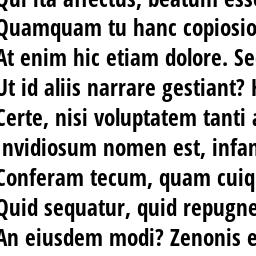 Qui ita affectus, beatum esse
Quamquam tu hanc copiosio
At enim hic etiam dolore. Se
Ut id aliis narrare gestiant?
Certe, nisi voluptatem tanti a
Invidiosum nomen est, infan
Conferam tecum, quam cuiq
Quid sequatur, quid repugne
An eiusdem modi? Zenonis e